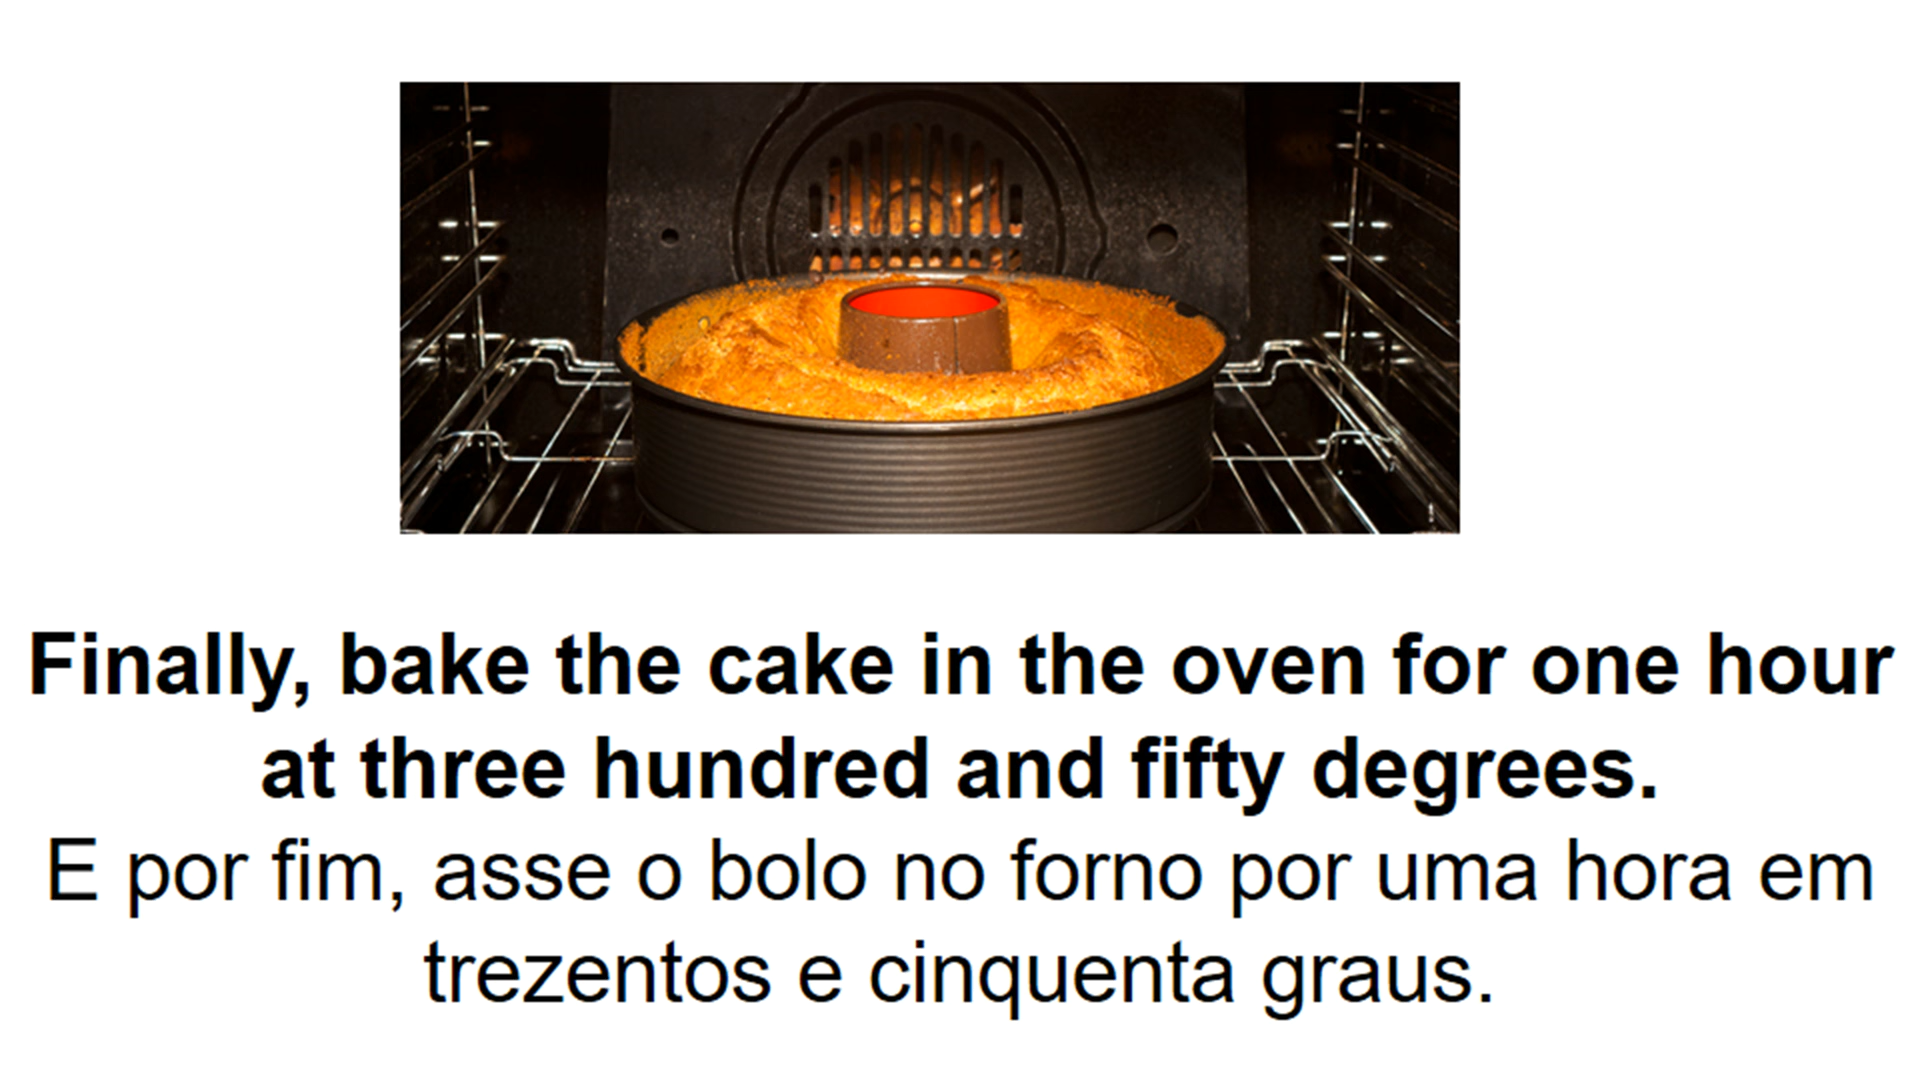 Finally, bake the cake in the oven for one hour
at three hundred and fifty degrees.
E por fim, asse o bolo no forno por uma hora em
trezentos e cinquenta graus.